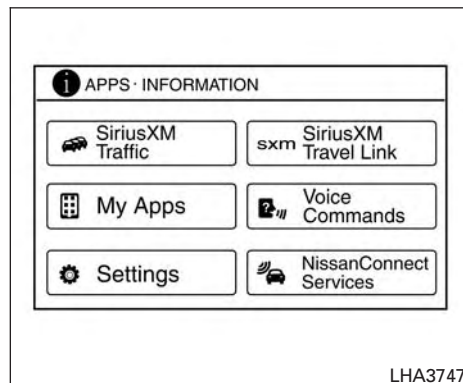 i APPS · INFORMATION
SiriusXM
Traffic
sxm SiriusXM
Travel Link
My Apps
? Voice
Commands
Settings
NissanConnect
Services
LHA3747